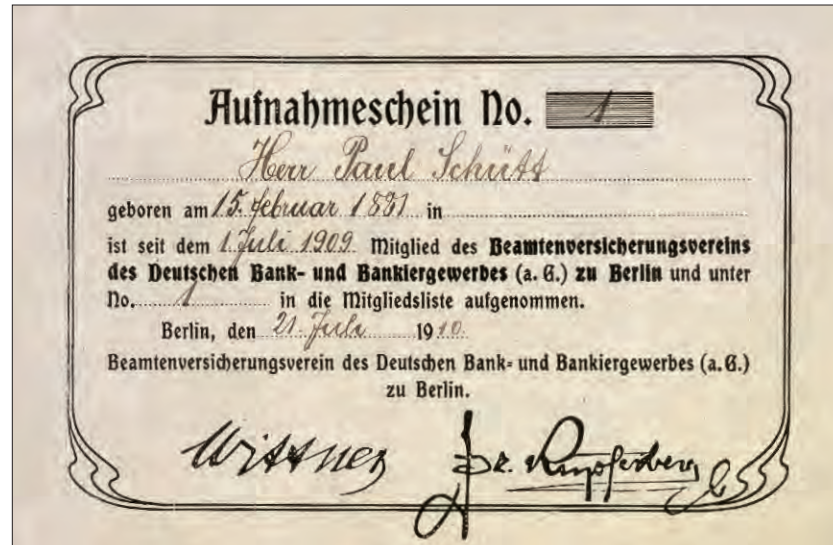 Aufnahmeschein No. 1
Herr Paul Schütt
geboren am 15. Februar 1881 in
ist seit dem 1. Juli 1909 Mitglied des Beamtenversicherungsvereins
des Deutschen Bank- und Bankiergewerbes (a. G.) zu Berlin und unter
No. 1 in die Mitgliedsliste aufgenommen.
Berlin, den 21. Juli 1910.
Beamtenversicherungsverein des Deutschen Bank- und Bankiergewerbes (a. G.)
zu Berlin.
Wittner Dr. Kupferberg